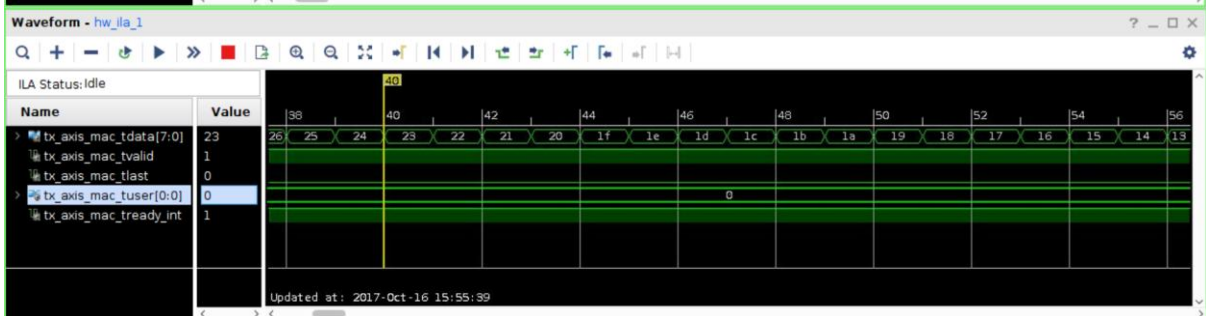 Waveform - hw_ila_1
ILA Status: Idle
40
Name Value
38 40 42 44 46 48 50 52 54 56
tx_axis_mac_tdata[7:0] 23 26 25 24 23 22 21 20 1f 1e 1d 1c 1b 1a 19 18 17 16 15 14 13
tx_axis_mac_tvalid 1
tx_axis_mac_tlast 0
tx_axis_mac_tuser[0:0] 0 0
tx_axis_mac_tready_int 1
Updated at: 2017-Oct-16 15:55:39